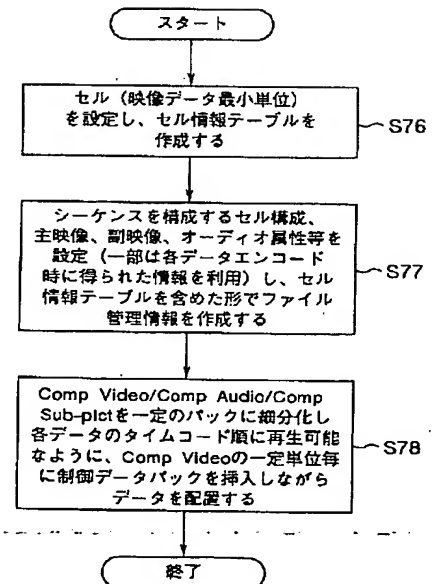 スタート
セル（映像データ最小単位）
を設定し、セル情報テーブルを
作成する
S76
シーケンスを構成するセル構成、
主映像、副映像、オーディオ属性等を
設定（一部は各データエンコード
時に得られた情報を利用）し、セル
情報テーブルを含めた形でファイル
管理情報を作成する
S77
Comp Video/Comp Audio/Comp
Sub-pictを一定のパックに細分化し
各データのタイムコード順に再生可能
なように、Comp Videoの一定単位毎
に制御データパックを挿入しながら
データを配置する
S78
終了